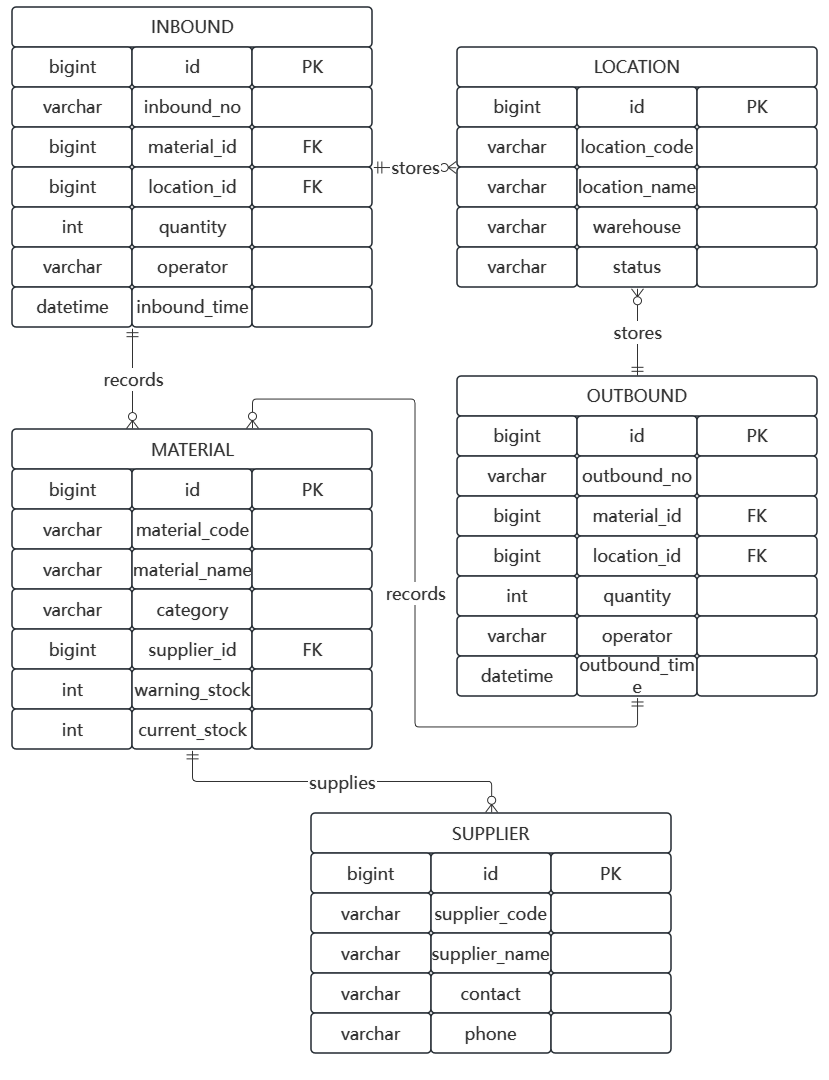 INBOUND
bigint id PK
varchar inbound_no
bigint material_id FK
bigint location_id FK
int quantity
varchar operator
datetime inbound_time
stores
LOCATION
bigint id PK
varchar location_code
varchar location_name
varchar warehouse
varchar status
records
stores
MATERIAL
bigint id PK
varchar material_code
varchar material_name
varchar category
bigint supplier_id FK
int warning_stock
int current_stock
records
OUTBOUND
bigint id PK
varchar outbound_no
bigint material_id FK
bigint location_id FK
int quantity
varchar operator
datetime outbound_tim
e
supplies
SUPPLIER
bigint id PK
varchar supplier_code
varchar supplier_name
varchar contact
varchar phone